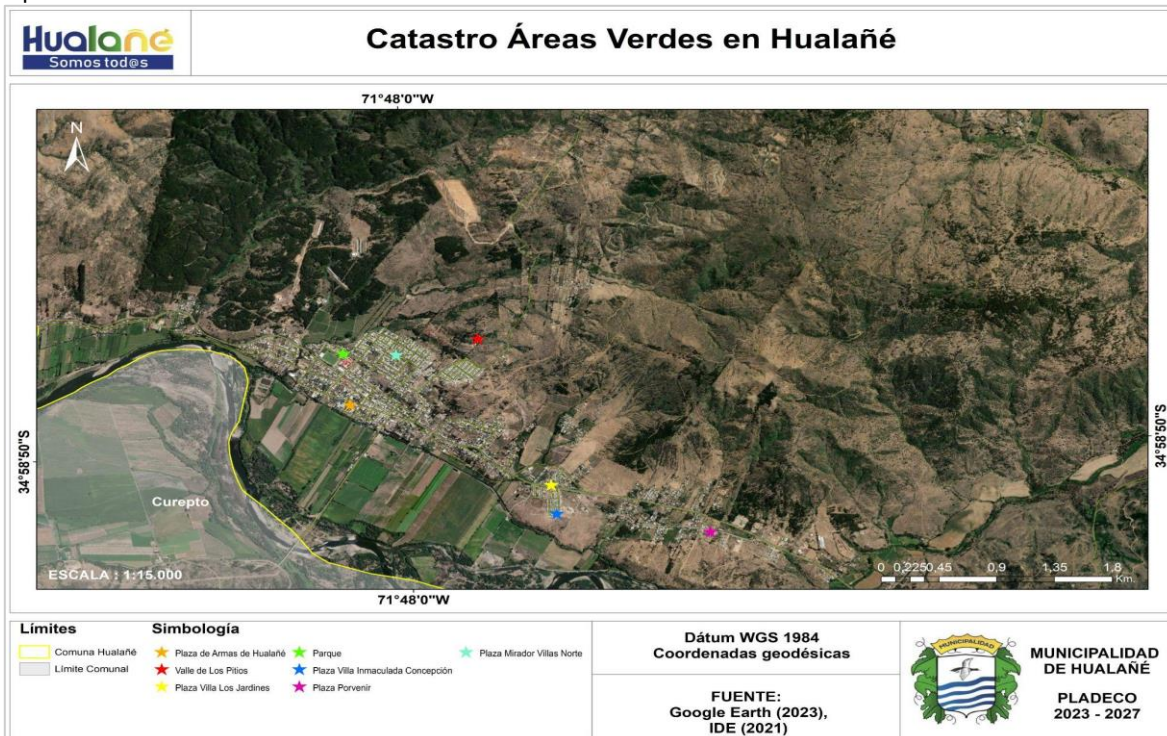 Hualañé
Somos tod@s
Catastro Áreas Verdes en Hualañé
71°48'0"W
N
34°58'50"S
34°58'50"S
Curepto
ESCALA : 1:15.000
0 0,225 0,45 0,9 1,35 1,8
Km.
71°48'0"W
Límites
Comuna Hualañé
Límite Comunal
Simbología
Plaza de Armas de Hualañé
Valle de Los Pitios
Plaza Villa Los Jardines
Parque
Plaza Villa Inmaculada Concepción
Plaza Porvenir
Plaza Mirador Villas Norte
Dátum WGS 1984
Coordenadas geodésicas
FUENTE:
Google Earth (2023),
IDE (2021)
MUNICIPALIDAD
MUNICIPALIDAD
DE HUALAÑÉ
PLADECO
2023 - 2027